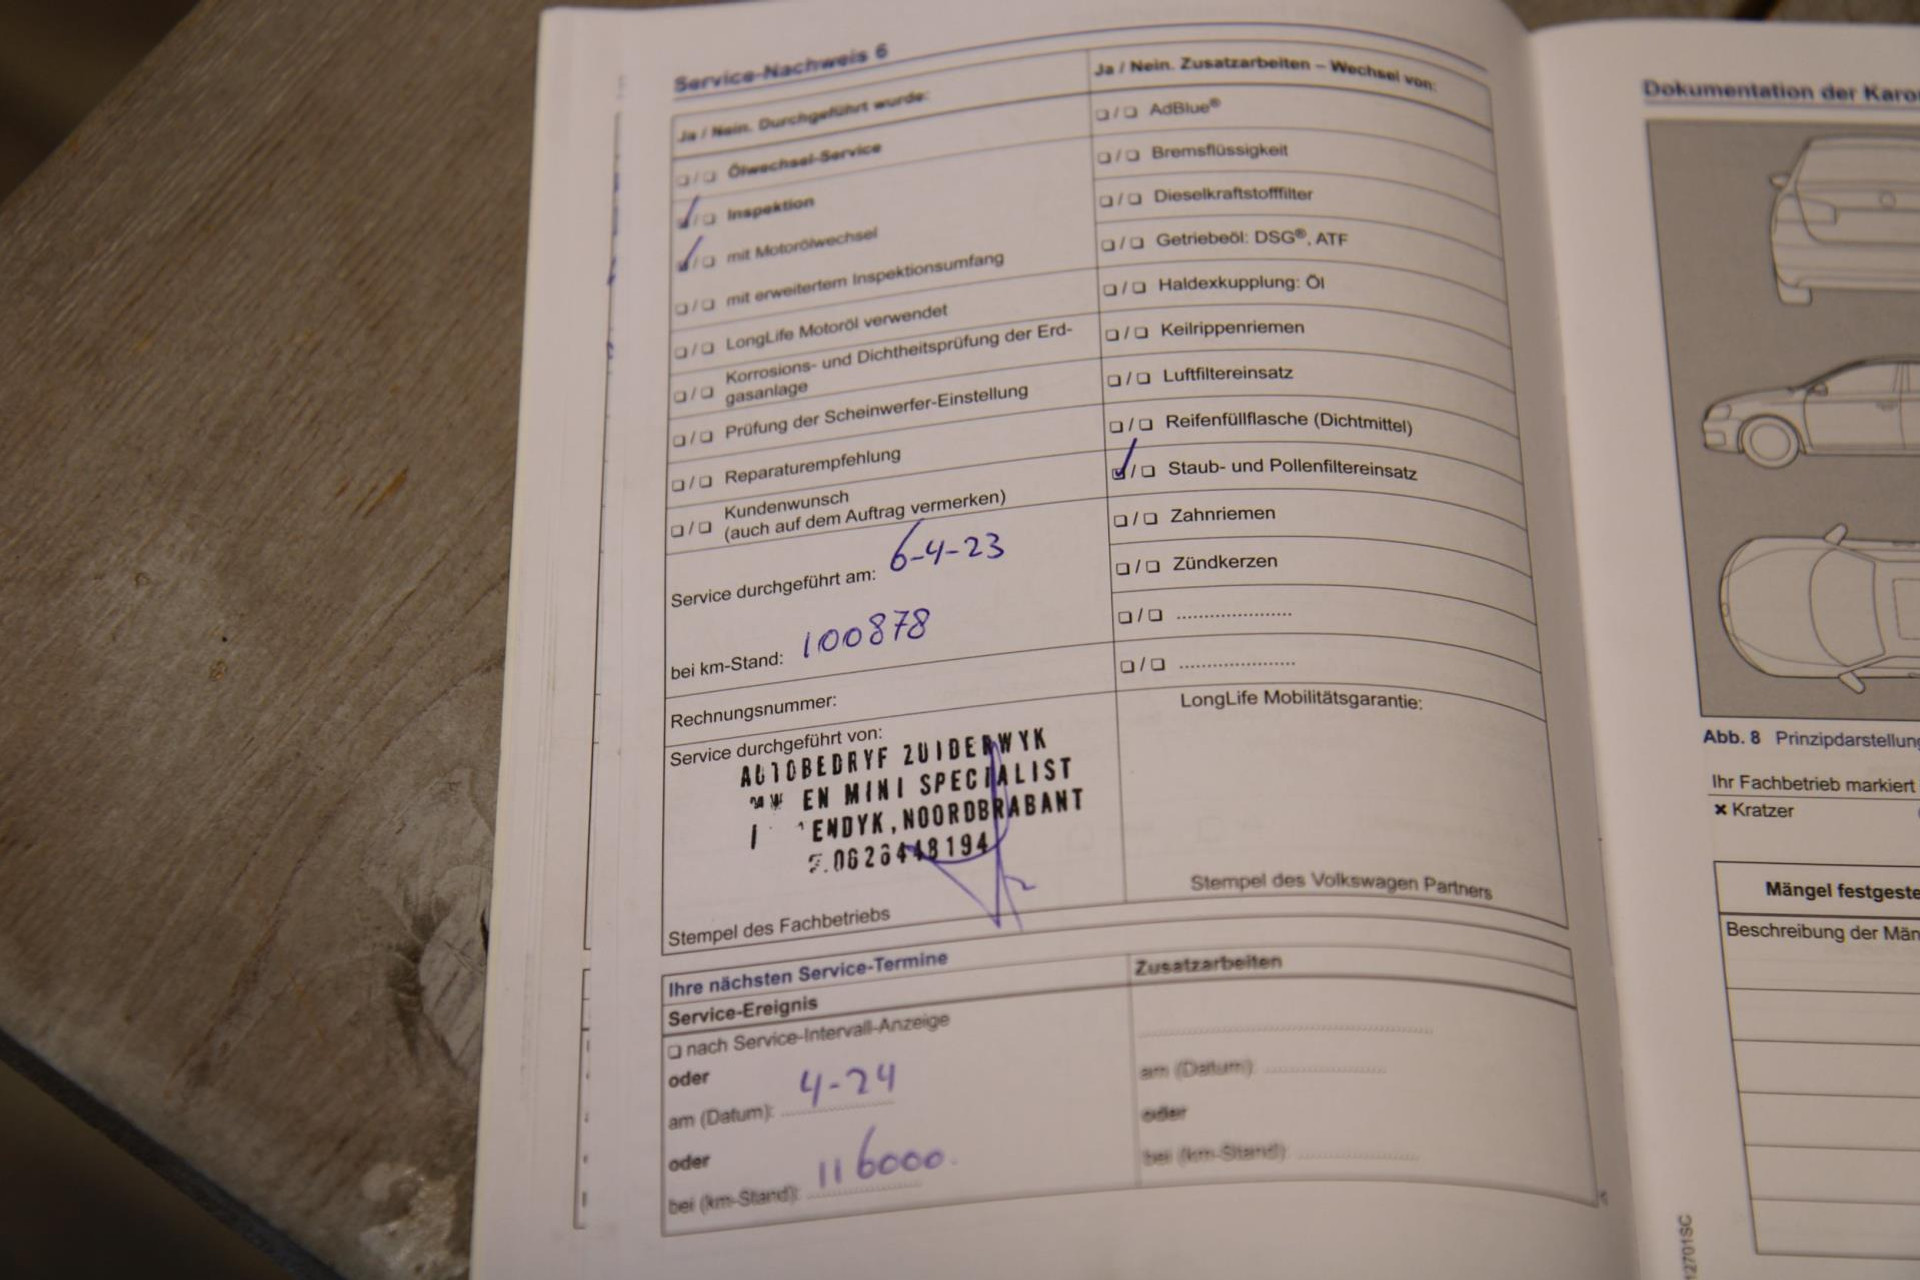 Service-Nachweis 6
Ja / Nein. Durchgeführt wurde:
❑ / ❑ Ölwechsel-Service
☑ / ❑ Inspektion
☑ / ❑ mit Motorölwechsel
❑ / ❑ mit erweitertem Inspektionsumfang
❑ / ❑ LongLife Motoröl verwendet
❑ / ❑ Korrosions- und Dichtheitsprüfung der Erd-
gasanlage
❑ / ❑ Prüfung der Scheinwerfer-Einstellung
❑ / ❑ Reparaturempfehlung
❑ / ❑ Kundenwunsch
(auch auf dem Auftrag vermerken)
Service durchgeführt am: 6-4-23
bei km-Stand: 100878
Rechnungsnummer:
Service durchgeführt von:
AUTOBEDRYF ZUIDERWYK
EN MINI SPECIALIST
ENDYK, NOORDBRABANT
.0626448194
Stempel des Fachbetriebs
Ja / Nein. Zusatzarbeiten – Wechsel von:
❑ / ❑ AdBlue®
❑ / ❑ Bremsflüssigkeit
❑ / ❑ Dieselkraftstofffilter
❑ / ❑ Getriebeöl: DSG®, ATF
❑ / ❑ Haldexkupplung: Öl
❑ / ❑ Keilrippenriemen
❑ / ❑ Luftfiltereinsatz
❑ / ❑ Reifenfüllflasche (Dichtmittel)
☑ / ❑ Staub- und Pollenfiltereinsatz
❑ / ❑ Zahnriemen
❑ / ❑ Zündkerzen
❑ / ❑ .....................
❑ / ❑ .....................
LongLife Mobilitätsgarantie:
Stempel des Volkswagen Partners
Ihre nächsten Service-Termine
Service-Ereignis
❑ nach Service-Intervall-Anzeige
oder
am (Datum): 4-24
oder
bei (km-Stand): 116000.
Zusatzarbeiten
am (Datum):
oder
bei (km-Stand):
Dokumentation der Karo
Abb. 8 Prinzipdarstellung
Ihr Fachbetrieb markiert
✖ Kratzer
Mängel festgeste
Beschreibung der Män
12701SC